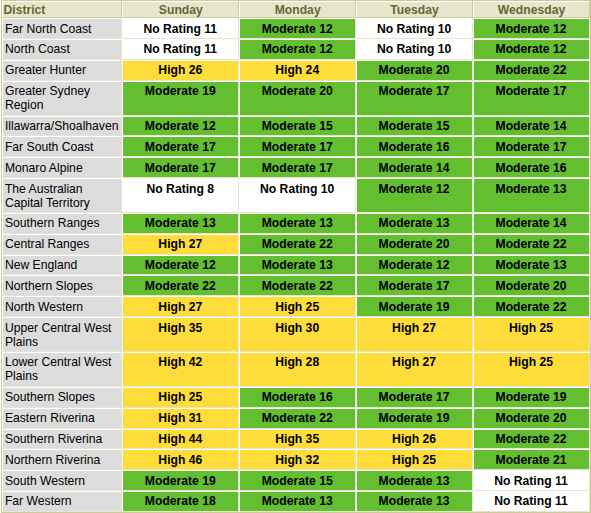 District Sunday Monday Tuesday Wednesday
Far North Coast No Rating 11 Moderate 12 No Rating 10 Moderate 12
North Coast No Rating 11 Moderate 12 No Rating 10 Moderate 12
Greater Hunter High 26 High 24 Moderate 20 Moderate 22
Greater Sydney Moderate 19 Moderate 20 Moderate 17 Moderate 17
Region
Illawarra/Shoalhaven Moderate 12 Moderate 15 Moderate 15 Moderate 14
Far South Coast Moderate 17 Moderate 17 Moderate 16 Moderate 17
Monaro Alpine Moderate 17 Moderate 17 Moderate 14 Moderate 16
The Australian No Rating 8 No Rating 10 Moderate 12 Moderate 13
Capital Territory
Southern Ranges Moderate 13 Moderate 13 Moderate 13 Moderate 14
Central Ranges High 27 Moderate 22 Moderate 20 Moderate 22
New England Moderate 12 Moderate 13 Moderate 12 Moderate 13
Northern Slopes Moderate 22 Moderate 22 Moderate 17 Moderate 20
North Western High 27 High 25 Moderate 19 Moderate 22
Upper Central West High 35 High 30 High 27 High 25
Plains
Lower Central West High 42 High 28 High 27 High 25
Plains
Southern Slopes High 25 Moderate 16 Moderate 17 Moderate 19
Eastern Riverina High 31 Moderate 22 Moderate 19 Moderate 20
Southern Riverina High 44 High 35 High 26 Moderate 22
Northern Riverina High 46 High 32 High 25 Moderate 21
South Western Moderate 19 Moderate 15 Moderate 13 No Rating 11
Far Western Moderate 18 Moderate 13 Moderate 13 No Rating 11